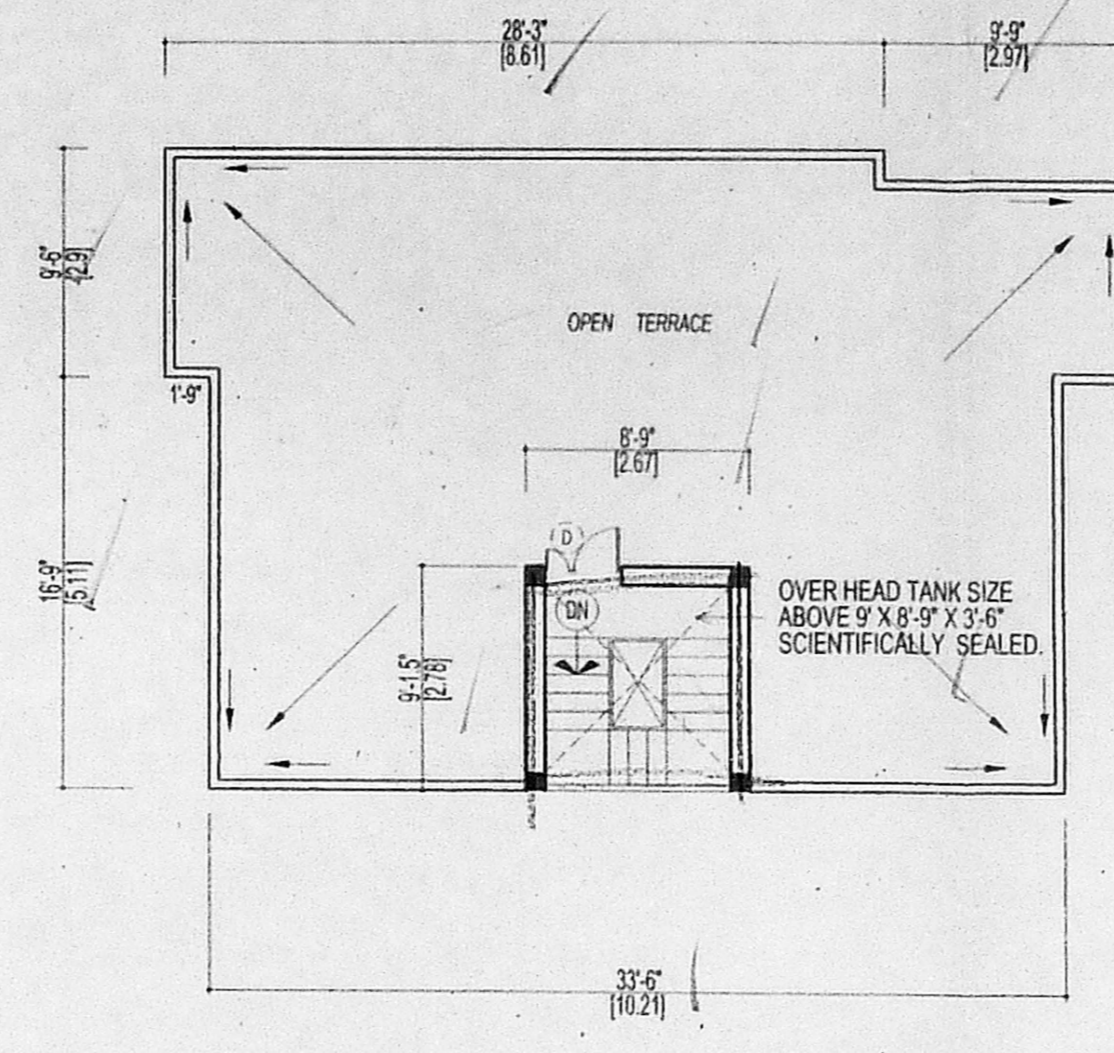 28'-3"
[8.61]
9'-9"
[2.97]
9'-6"
[2.9]
OPEN TERRACE
1'-9"
8'-9"
[2.67]
D
16'-9"
[5.11]
DN
OVER HEAD TANK SIZE
ABOVE 9' X 8'-9" X 3'-6"
SCIENTIFICALLY SEALED.
9'-1.5"
[2.78]
33'-6"
[10.21]